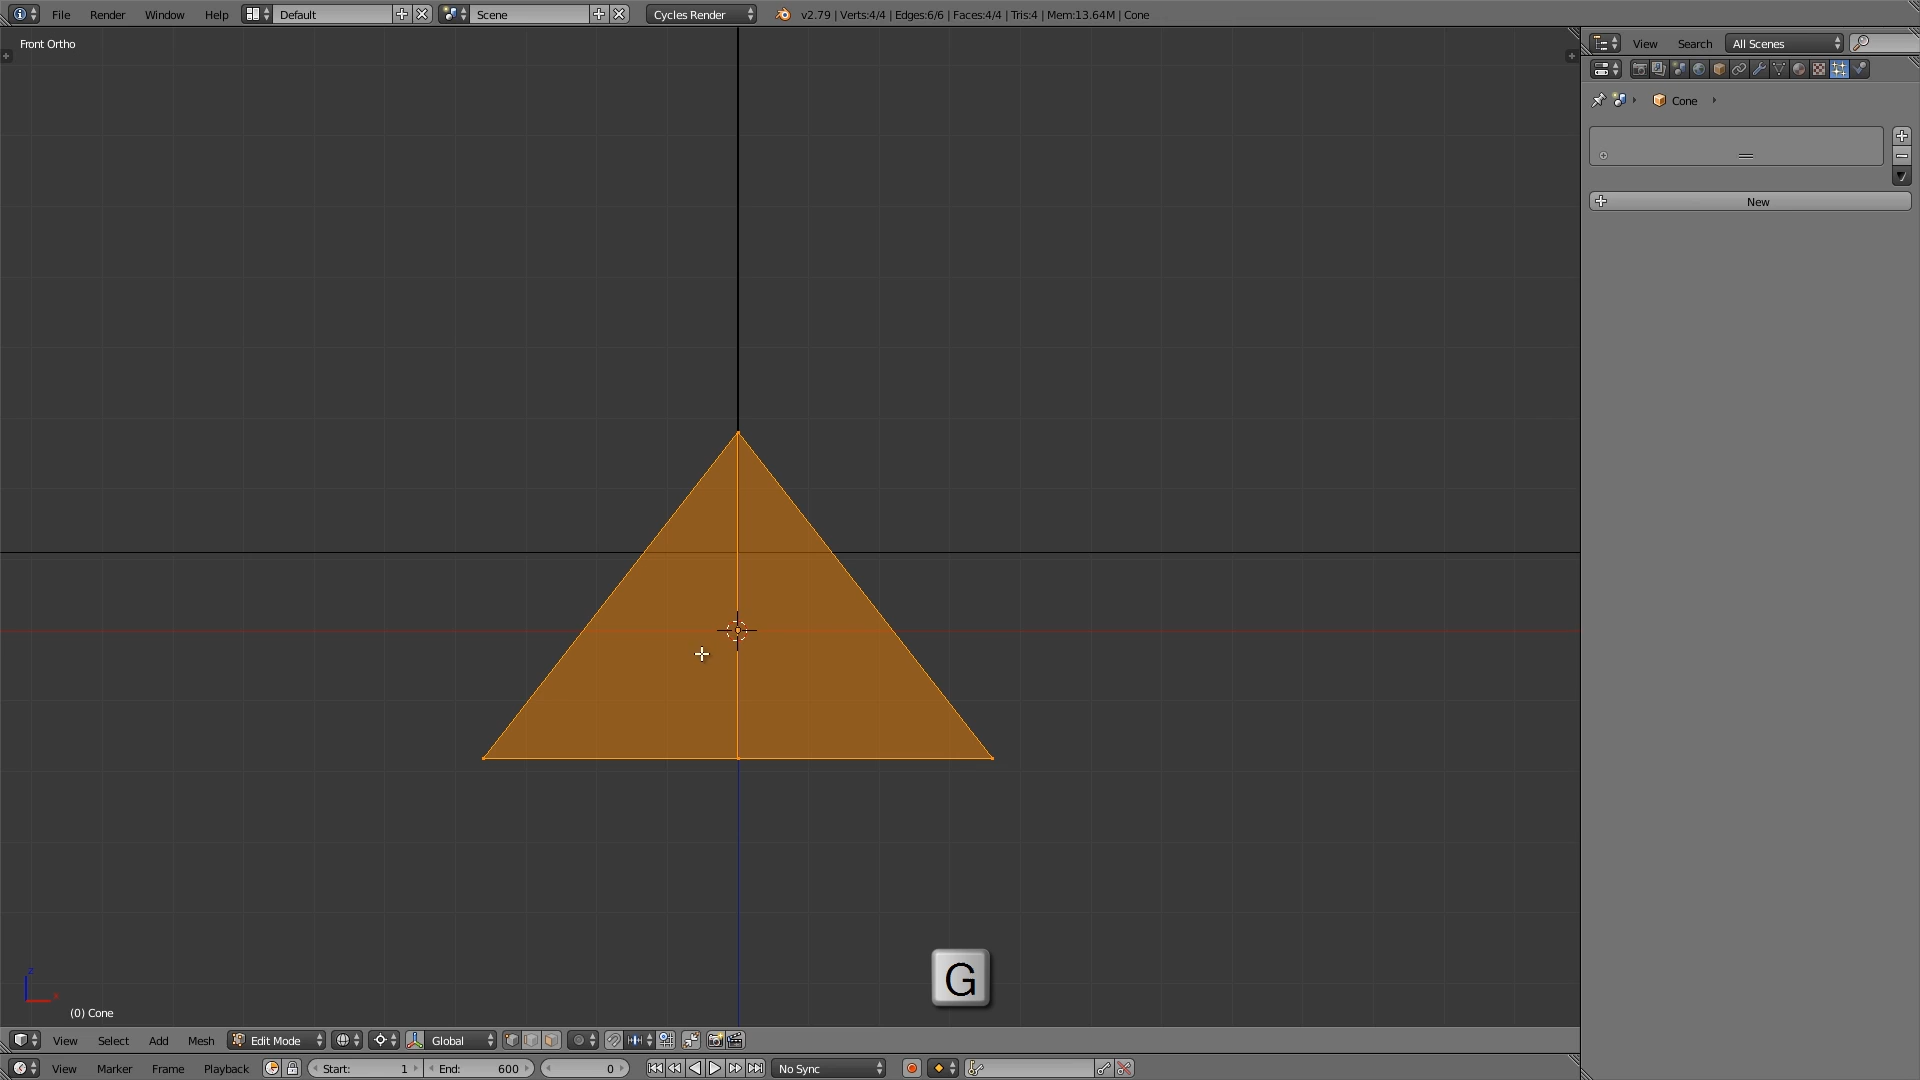 File Render Window Help Default Scene Cycles Render v2.79 | Verts:4/4 | Edges:6/6 | Faces:4/4 | Tris:4 | Mem:13.64M | Cone
Front Ortho
View Search All Scenes
Cone
New
G
z
x
(0) Cone
View Select Add Mesh Edit Mode Global
View Marker Frame Playback Start: 1 End: 600 0 No Sync